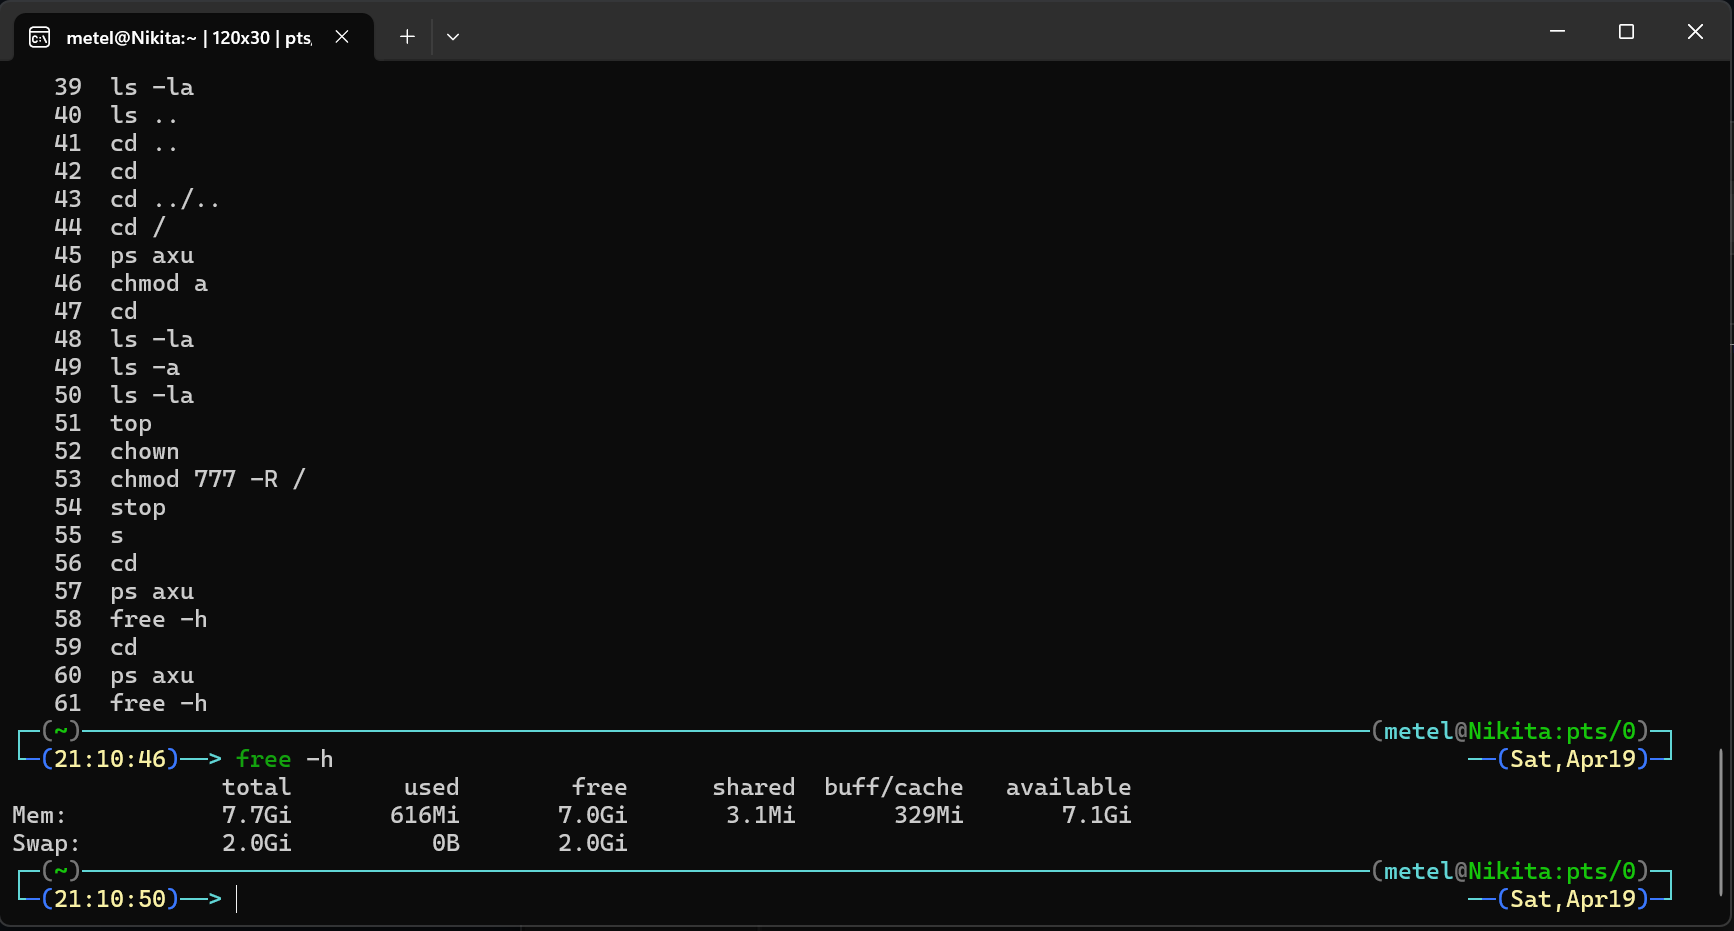 metel@Nikita:~ | 120x30 | pts
39 ls -la
40 ls ..
41 cd ..
42 cd
43 cd ../..
44 cd /
45 ps axu
46 chmod a
47 cd
48 ls -la
49 ls -a
50 ls -la
51 top
52 chown
53 chmod 777 -R /
54 stop
55 s
56 cd
57 ps axu
58 free -h
59 cd
60 ps axu
61 free -h
(~) (metel@Nikita:pts/0)
(21:10:46)—> free -h —(Sat,Apr19)
total used free shared buff/cache available
Mem: 7.7Gi 616Mi 7.0Gi 3.1Mi 329Mi 7.1Gi
Swap: 2.0Gi 0B 2.0Gi
(~) (metel@Nikita:pts/0)
(21:10:50)—> —(Sat,Apr19)